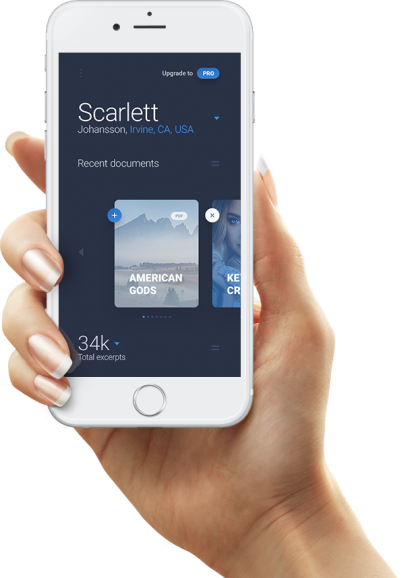 Upgrade to PRO
Scarlett
Johansson, Irvine, CA, USA
Recent documents
PDF
AMERICAN
GODS
KE
CR
34k
Total excerpts